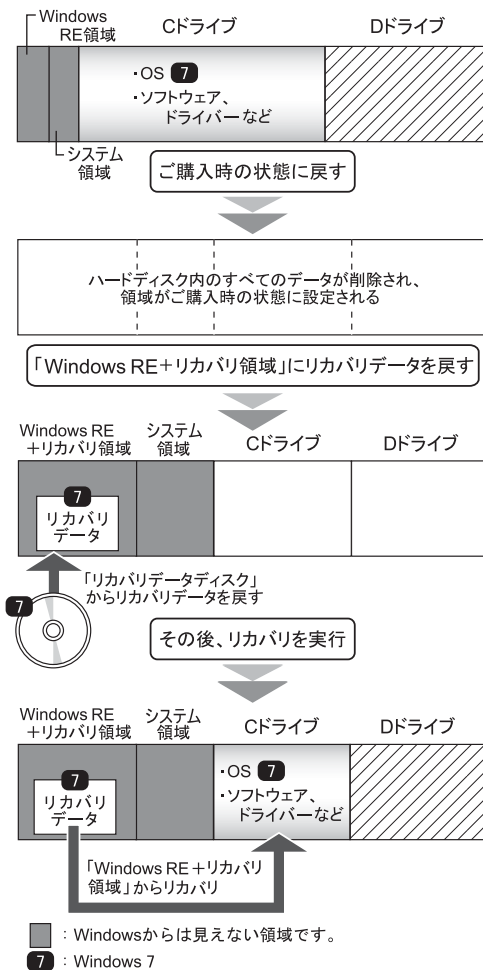 Windows
RE領域
Cドライブ
Dドライブ
・OS 7
・ソフトウェア、
ドライバーなど
システム
領域
ご購入時の状態に戻す
ハードディスク内のすべてのデータが削除され、
領域がご購入時の状態に設定される
「Windows RE＋リカバリ領域」にリカバリデータを戻す
Windows RE
＋リカバリ領域
システム
領域
Cドライブ
Dドライブ
7
リカバリ
データ
「リカバリデータディスク」
からリカバリデータを戻す
7
その後、リカバリを実行
Windows RE
＋リカバリ領域
システム
領域
Cドライブ
Dドライブ
7
リカバリ
データ
・OS 7
・ソフトウェア、
ドライバーなど
「Windows RE＋リカバリ
領域」からリカバリ
：Windowsからは見えない領域です。
7：Windows 7